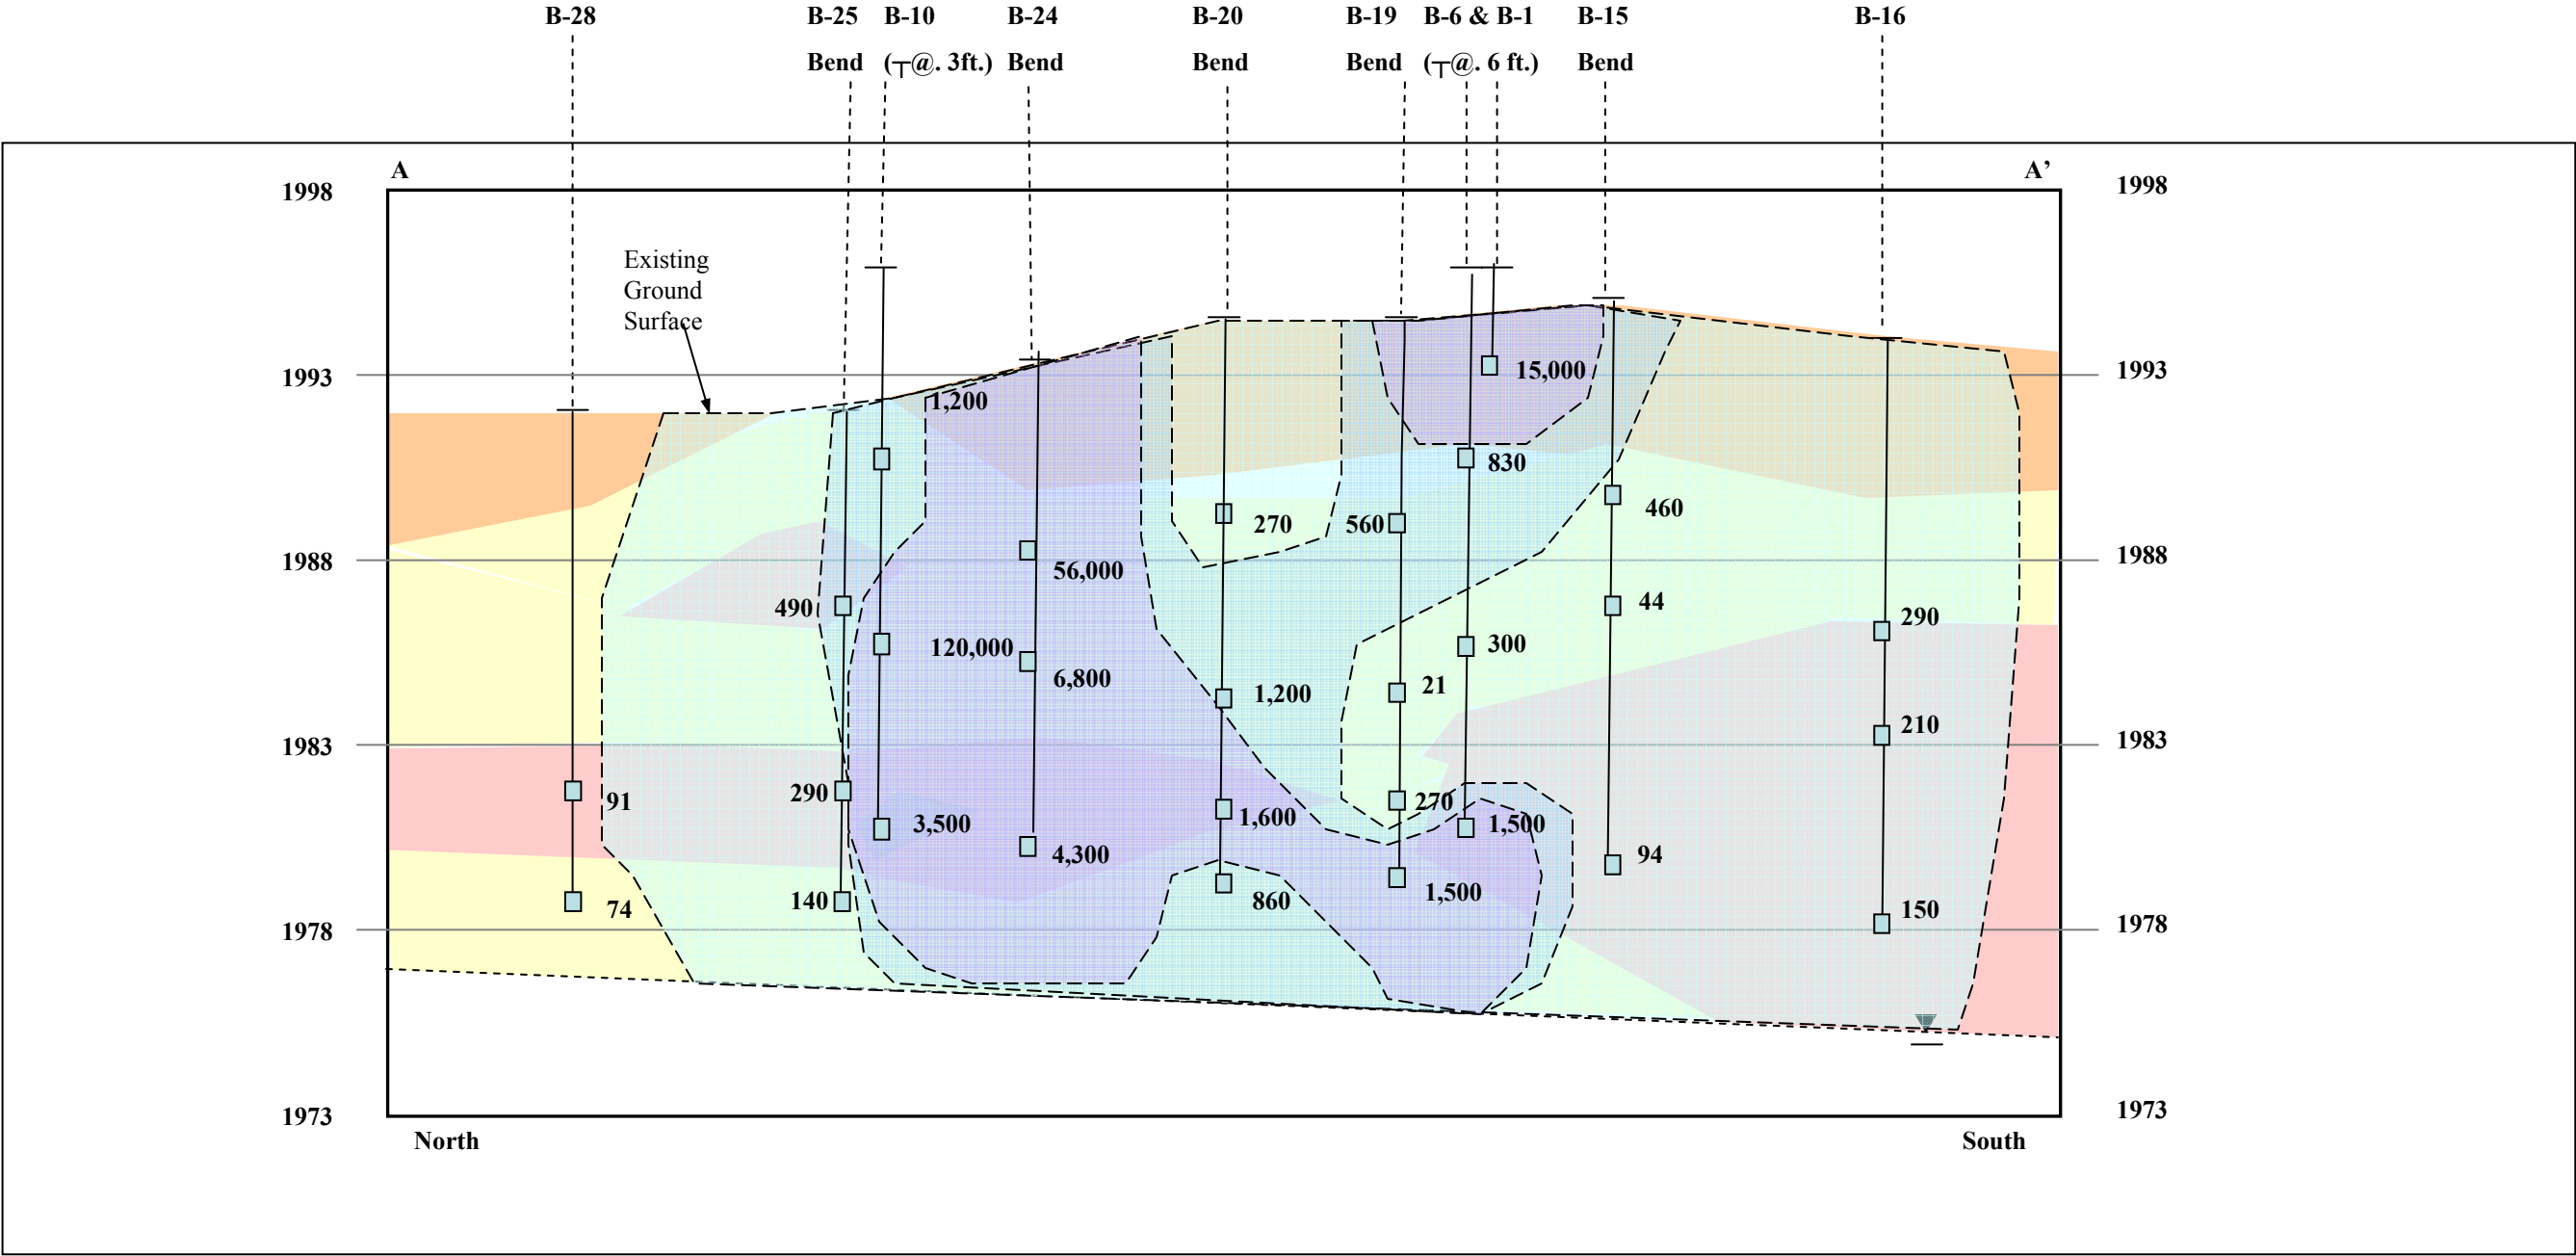 B-28 B-25 B-10 B-24 B-20 B-19 B-6 & B-1 B-15 B-16
Bend (┬@. 3ft.) Bend Bend Bend (┬@. 6 ft.) Bend
A A’
1998 1998
Existing
Ground
Surface
1993 15,000 1993
1,200
830
460
270 560
1988 56,000 1988
490 44 290
120,000 300
6,800 21
1,200 210
1983 1983
91 290 270
3,500 1,600 1,500
4,300 94
74 140 860 1,500 150
1978 1978
1973 1973
North South